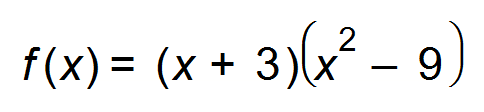 f(x) = (x + 3)(x² – 9)